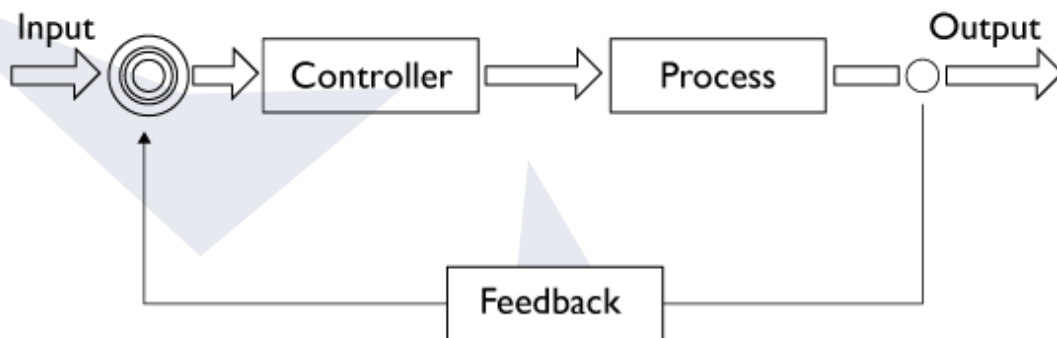 Input
Output
Controller
Process
Feedback